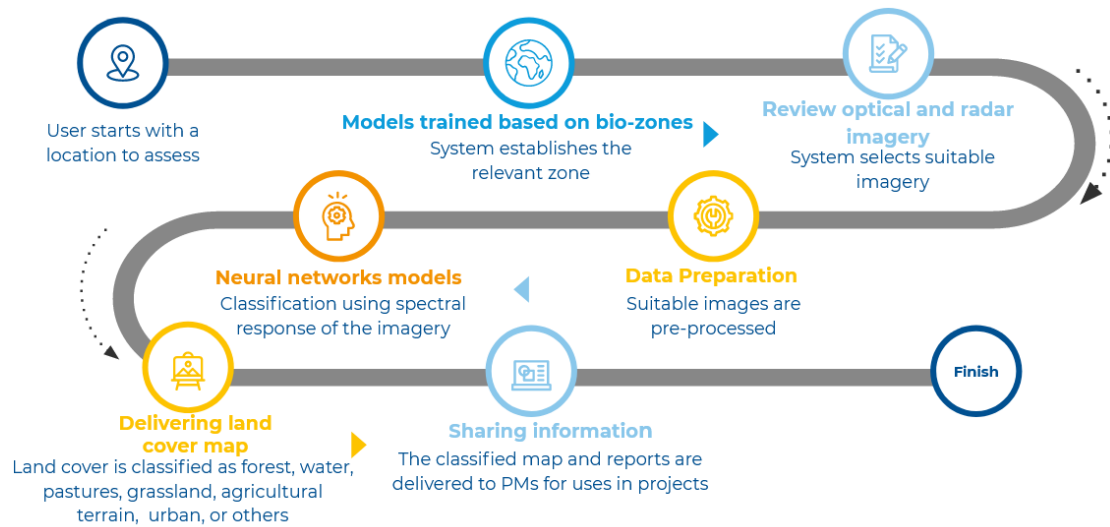 User starts with a
location to assess
Models trained based on bio-zones
System establishes the
relevant zone
Review optical and radar
imagery
System selects suitable
imagery
Data Preparation
Suitable images are
pre-processed
Neural networks models
Classification using spectral
response of the imagery
Delivering land
cover map
Land cover is classified as forest, water,
pastures, grassland, agricultural
terrain, urban, or others
Sharing information
The classified map and reports are
delivered to PMs for uses in projects
Finish